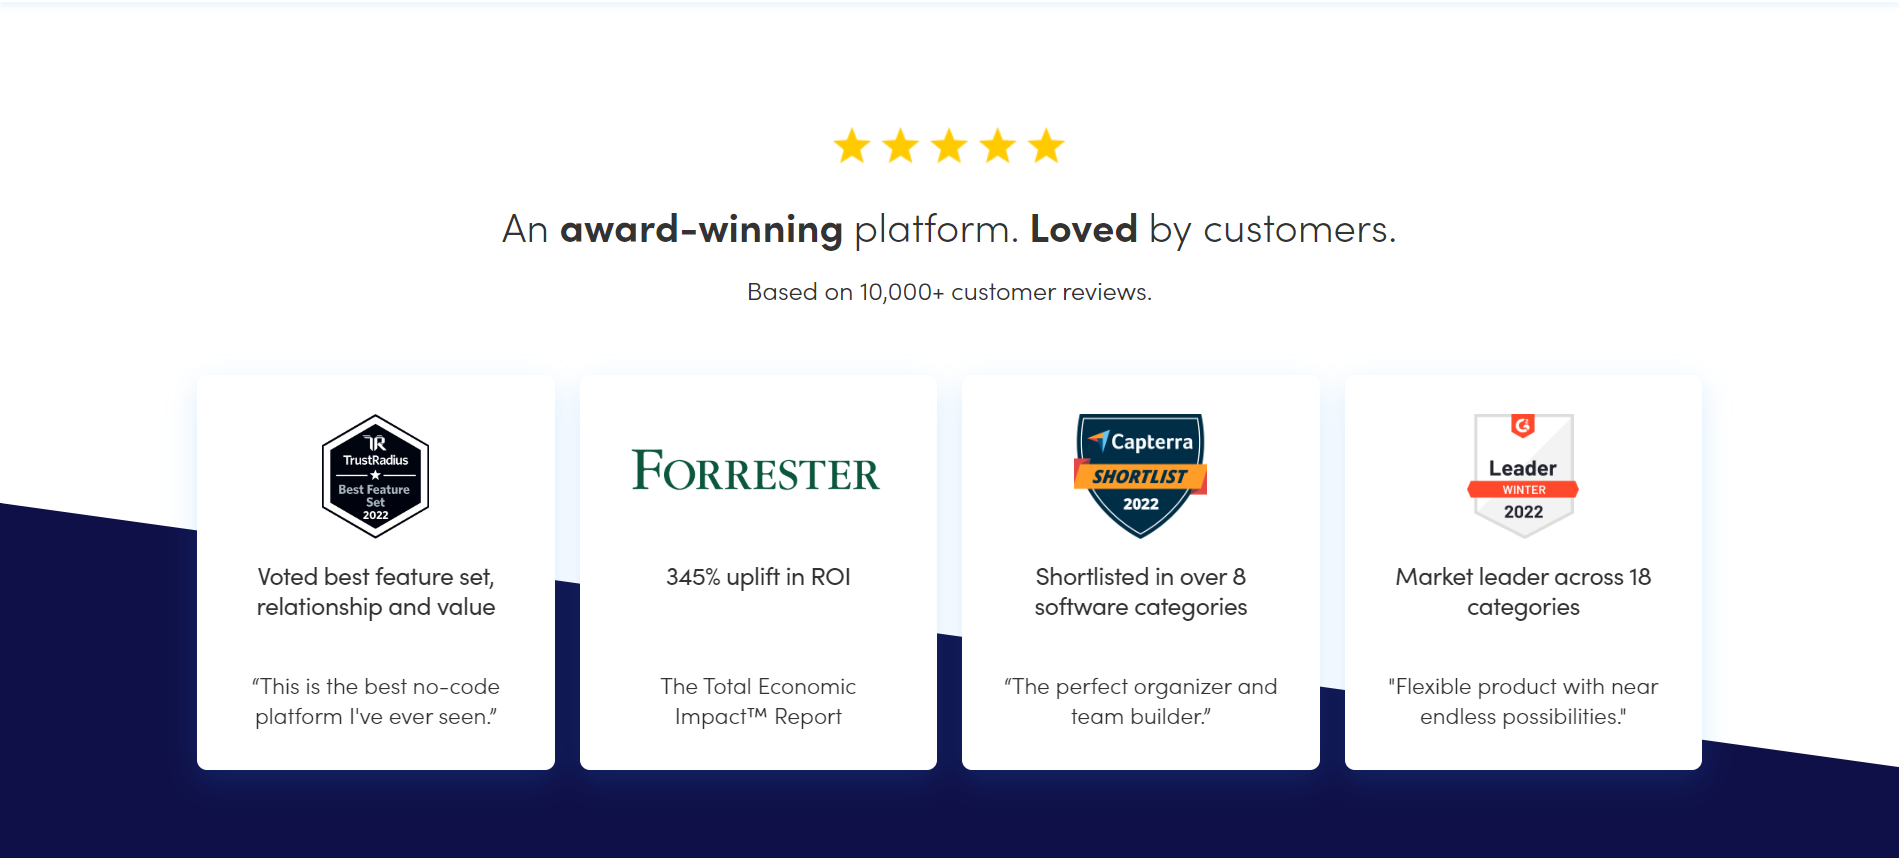 An award-winning platform. Loved by customers.
Based on 10,000+ customer reviews.
TR
TrustRadius
Best Feature
Set
2022
Voted best feature set,
relationship and value
“This is the best no-code
platform I've ever seen.”
FORRESTER
345% uplift in ROI
The Total Economic
Impact™ Report
Capterra
SHORTLIST
2022
Shortlisted in over 8
software categories
“The perfect organizer and
team builder.”
G
Leader
WINTER
2022
Market leader across 18
categories
"Flexible product with near
endless possibilities."